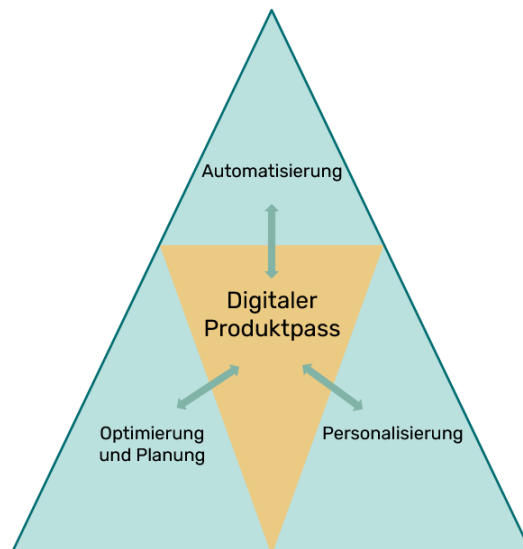 Automatisierung
Digitaler
Produktpass
Optimierung
und Planung
Personalisierung